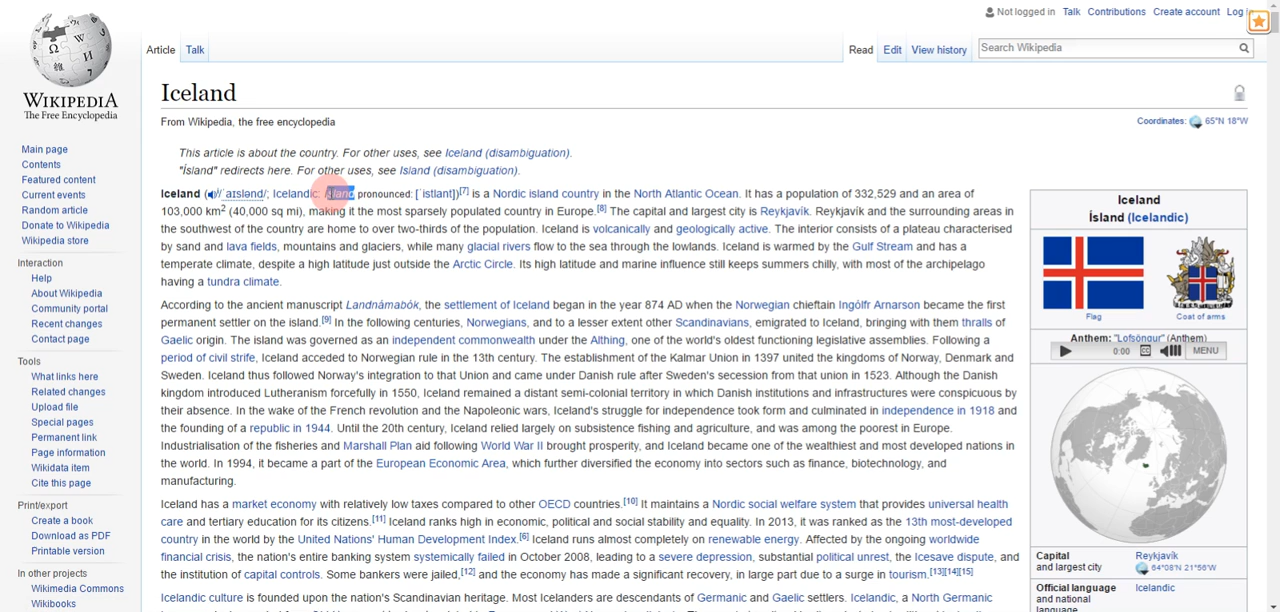 Not logged in Talk Contributions Create account Log
Article Talk
Read Edit View history Search Wikipedia
WIKIPEDIA
The Free Encyclopedia
Main page
Contents
Featured content
Current events
Random article
Donate to Wikipedia
Wikipedia store
Interaction
Help
About Wikipedia
Community portal
Recent changes
Contact page
Tools
What links here
Related changes
Upload file
Special pages
Permanent link
Page information
Wikidata item
Cite this page
Print/export
Create a book
Download as PDF
Printable version
In other projects
Wikimedia Commons
Wikibooks
Iceland
From Wikipedia, the free encyclopedia
Coordinates: 65°N 18°W
This article is about the country. For other uses, see Iceland (disambiguation).
"Ísland" redirects here. For other uses, see Island (disambiguation).
Iceland (/ˈaɪslənd/; Icelandic: Ísland pronounced: [ˈistlant])[7] is a Nordic island country in the North Atlantic Ocean. It has a population of 332,529 and an area of
103,000 km2 (40,000 sq mi), making it the most sparsely populated country in Europe.[8] The capital and largest city is Reykjavík. Reykjavík and the surrounding areas in
the southwest of the country are home to over two-thirds of the population. Iceland is volcanically and geologically active. The interior consists of a plateau characterised
by sand and lava fields, mountains and glaciers, while many glacial rivers flow to the sea through the lowlands. Iceland is warmed by the Gulf Stream and has a
temperate climate, despite a high latitude just outside the Arctic Circle. Its high latitude and marine influence still keeps summers chilly, with most of the archipelago
having a tundra climate.
According to the ancient manuscript Landnámabók, the settlement of Iceland began in the year 874 AD when the Norwegian chieftain Ingólfr Arnarson became the first
permanent settler on the island.[9] In the following centuries, Norwegians, and to a lesser extent other Scandinavians, emigrated to Iceland, bringing with them thralls of
Gaelic origin. The island was governed as an independent commonwealth under the Althing, one of the world's oldest functioning legislative assemblies. Following a
period of civil strife, Iceland acceded to Norwegian rule in the 13th century. The establishment of the Kalmar Union in 1397 united the kingdoms of Norway, Denmark and
Sweden. Iceland thus followed Norway's integration to that Union and came under Danish rule after Sweden's secession from that union in 1523. Although the Danish
kingdom introduced Lutheranism forcefully in 1550, Iceland remained a distant semi-colonial territory in which Danish institutions and infrastructures were conspicuous by
their absence. In the wake of the French revolution and the Napoleonic wars, Iceland's struggle for independence took form and culminated in independence in 1918 and
the founding of a republic in 1944. Until the 20th century, Iceland relied largely on subsistence fishing and agriculture, and was among the poorest in Europe.
Industrialisation of the fisheries and Marshall Plan aid following World War II brought prosperity, and Iceland became one of the wealthiest and most developed nations in
the world. In 1994, it became a part of the European Economic Area, which further diversified the economy into sectors such as finance, biotechnology, and
manufacturing.
Iceland has a market economy with relatively low taxes compared to other OECD countries.[10] It maintains a Nordic social welfare system that provides universal health
care and tertiary education for its citizens.[11] Iceland ranks high in economic, political and social stability and equality. In 2013, it was ranked as the 13th most-developed
country in the world by the United Nations' Human Development Index.[6] Iceland runs almost completely on renewable energy. Affected by the ongoing worldwide
financial crisis, the nation's entire banking system systemically failed in October 2008, leading to a severe depression, substantial political unrest, the Icesave dispute, and
the institution of capital controls. Some bankers were jailed,[12] and the economy has made a significant recovery, in large part due to a surge in tourism.[13][14][15]
Icelandic culture is founded upon the nation's Scandinavian heritage. Most Icelanders are descendants of Germanic and Gaelic settlers. Icelandic, a North Germanic
Iceland
Ísland (Icelandic)
Flag Coat of arms
Anthem: "Lofsöngur" (Anthem)
0:00 CC MENU
Capital Reykjavík
and largest city 64°08'N 21°56'W
Official language Icelandic
and national
language